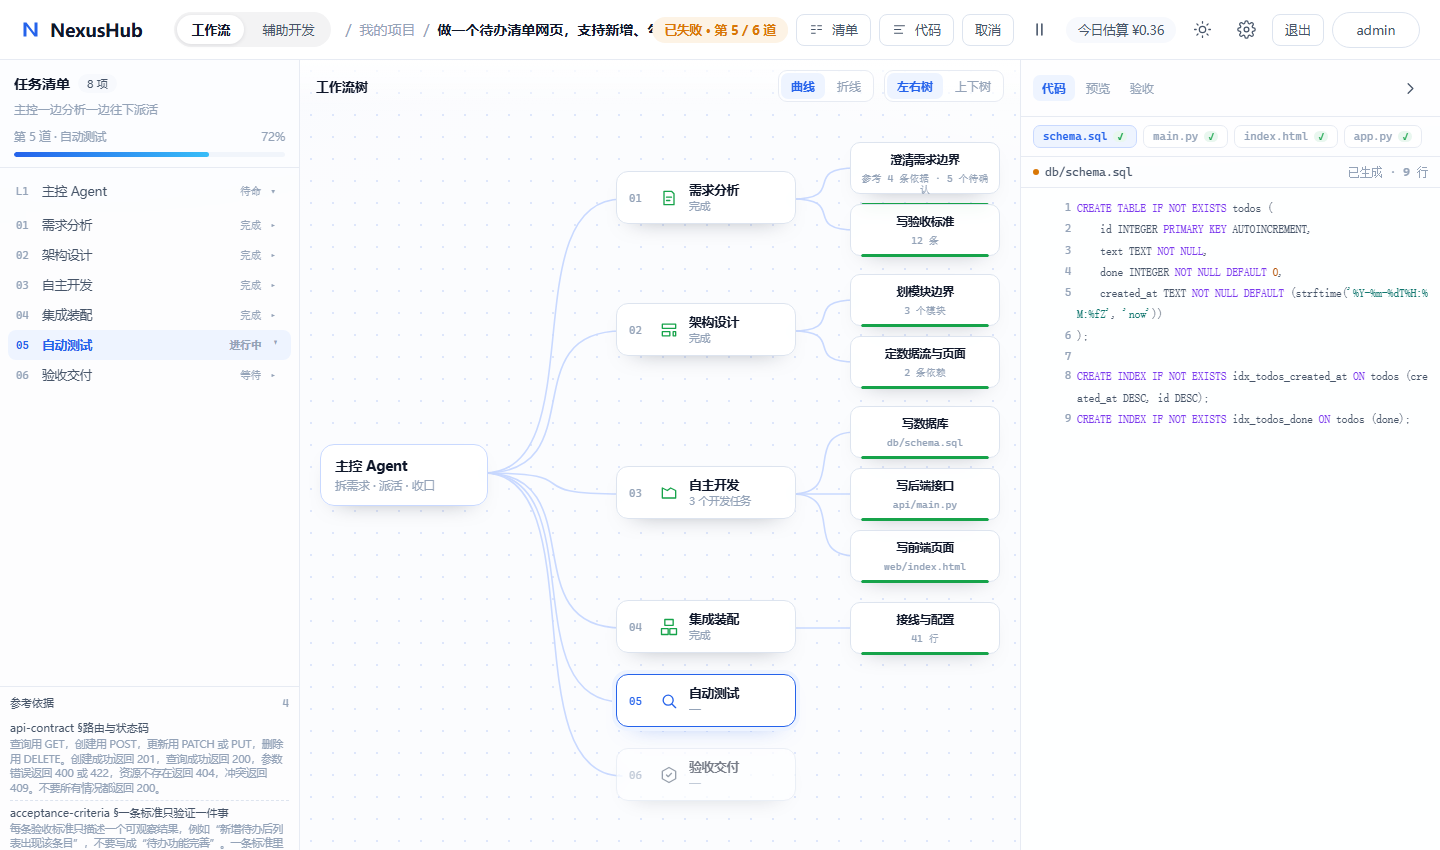 NexusHub
工作流 辅助开发
/ 我的项目 / 做一个待办清单网页，支持新增、
已失败 • 第 5 / 6 道
清单 代码 取消
今日估算 ¥0.36
退出 admin
任务清单 8 项
主控一边分析一边往下派活
第 5 道 · 自动测试 72%
L1 主控 Agent 待命
01 需求分析 完成
02 架构设计 完成
03 自主开发 完成
04 集成装配 完成
05 自动测试 进行中
06 验收交付 等待
参考依据 4
api-contract §路由与状态码
查询用 GET，创建用 POST，更新用 PATCH 或 PUT，删除
用 DELETE。创建成功返回 201，查询成功返回 200，参数
错误返回 400 或 422，资源不存在返回 404，冲突返回
409。不要所有情况都返回 200。
acceptance-criteria §一条标准只验证一件事
每条验收标准只描述一个可观察结果，例如“新增待办后列
表出现该条目”，不要写成“待办功能完善”。一条标准里
工作流树
曲线 折线
左右树 上下树
主控 Agent
拆需求 · 派活 · 收口
01 需求分析
完成
澄清需求边界
参考 4 条依据 · 5 个待确
认
写验收标准
12 条
02 架构设计
完成
划模块边界
3 个模块
定数据流与页面
2 条依赖
03 自主开发
3 个开发任务
写数据库
db/schema.sql
写后端接口
api/main.py
写前端页面
web/index.html
04 集成装配
完成
接线与配置
41 行
05 自动测试
—
06 验收交付
—
代码 预览 验收
schema.sql ✓ main.py ✓ index.html ✓ app.py ✓
db/schema.sql 已生成 · 9 行
1 CREATE TABLE IF NOT EXISTS todos (
2 id INTEGER PRIMARY KEY AUTOINCREMENT,
3 text TEXT NOT NULL,
4 done INTEGER NOT NULL DEFAULT 0,
5 created_at TEXT NOT NULL DEFAULT (strftime('%Y-%m-%dT%H:%
M:%fZ', 'now'))
6 );
7
8 CREATE INDEX IF NOT EXISTS idx_todos_created_at ON todos (cre
ated_at DESC, id DESC);
9 CREATE INDEX IF NOT EXISTS idx_todos_done ON todos (done);